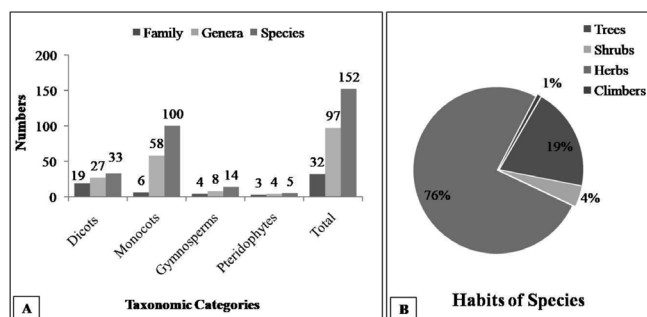 Family Genera Species
200
150
100
50
0
Numbers
19 27 33
6 58 100
4 8 14
3 4 5
32 97 152
Dicots
Monocots
Gymnosperms
Pteridophytes
Total
A
Taxonomic Categories
Trees
Shrubs
Herbs
Climbers
1%
19%
4%
76%
B
Habits of Species